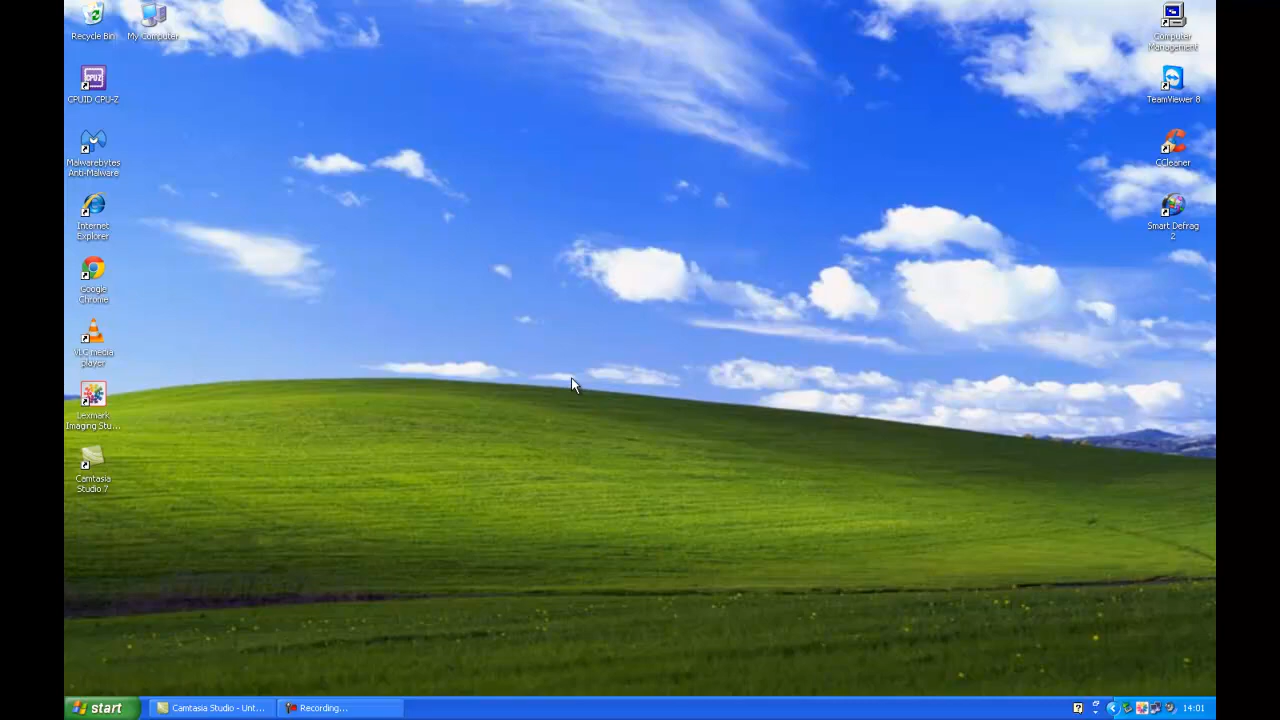 Recycle Bin
My Computer
CPUID CPU-Z
Malwarebytes
Anti-Malware
Internet
Explorer
Google
Chrome
VLC media
player
Lexmark
Imaging Stu...
Camtasia
Studio 7
Computer
Management
TeamViewer 8
CCleaner
Smart Defrag
2
start
Camtasia Studio - Unt...
Recording...
14:01